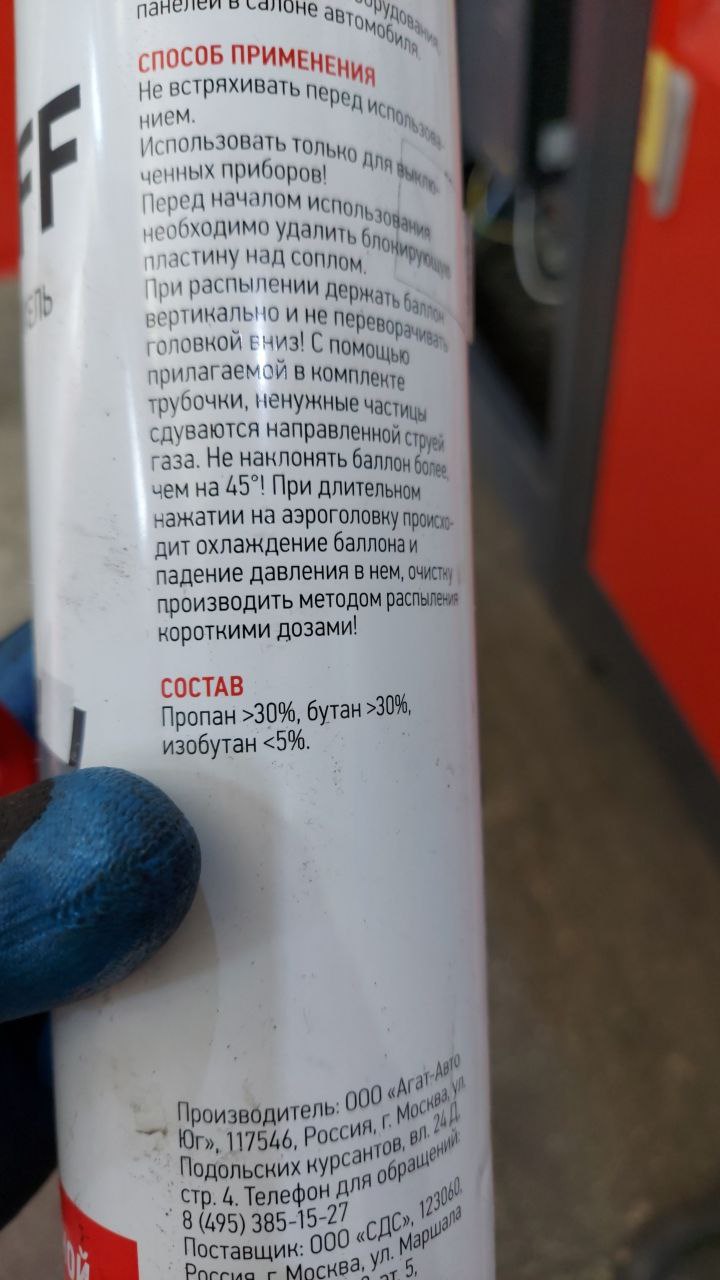 панелей в салоне автомобиля.
СПОСОБ ПРИМЕНЕНИЯ
Не встряхивать перед использова-
нием.
Использовать только для выклю-
ченных приборов!
Перед началом использования
необходимо удалить блокирующую
пластину над соплом.
При распылении держать баллон
вертикально и не переворачивать
головкой вниз! С помощью
прилагаемой в комплекте
трубочки, ненужные частицы
сдуваются направленной струей
газа. Не наклонять баллон более,
чем на 45°! При длительном
нажатии на аэроголовку происхо-
дит охлаждение баллона и
падение давления в нем, очистку
производить методом распыления
короткими дозами!
СОСТАВ
Пропан >30%, бутан >30%,
изобутан <5%.
Производитель: ООО «Агат-Авто
Юг», 117546, Россия, г. Москва, ул.
Подольских курсантов, вл. 24 Д,
стр. 4. Телефон для обращений:
8 (495) 385-15-27
Поставщик: ООО «СДС», 123060,
Россия, г. Москва, ул. Маршала
FF